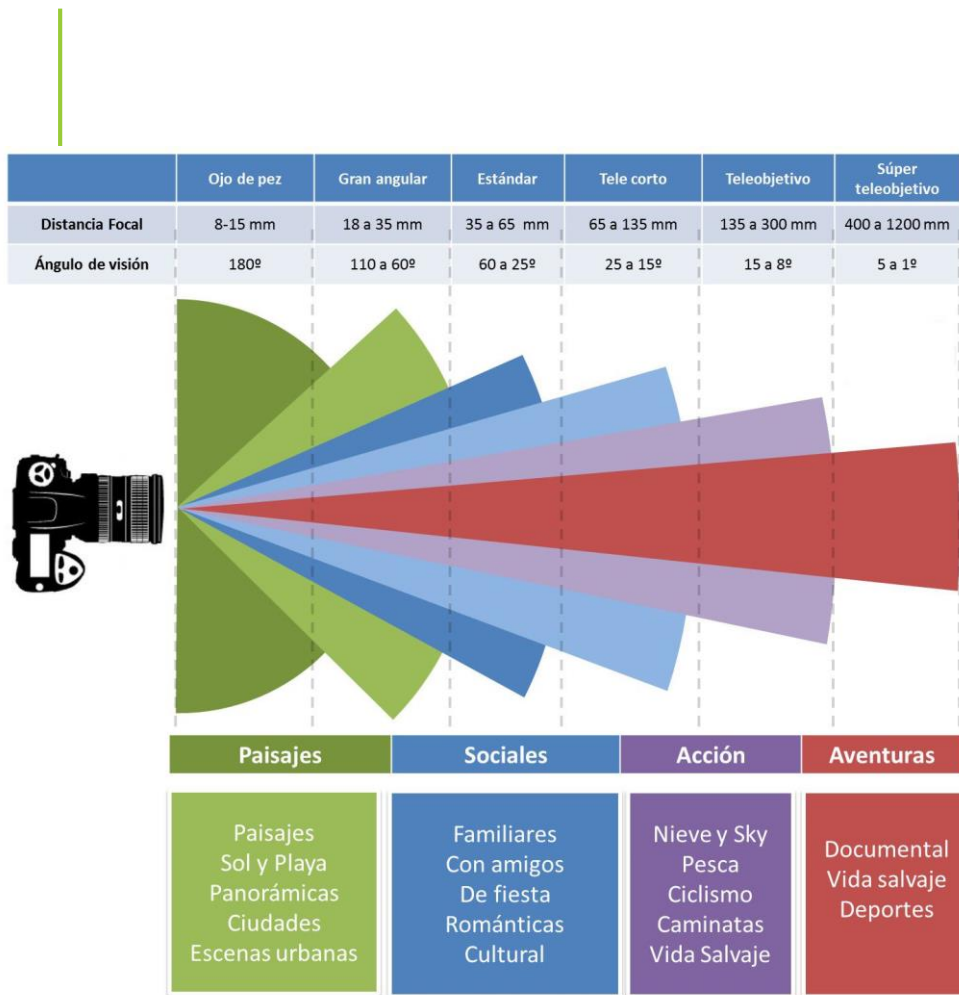 Ojo de pez Gran angular Estándar Tele corto Teleobjetivo Súper teleobjetivo
Distancia Focal 8-15 mm 18 a 35 mm 35 a 65 mm 65 a 135 mm 135 a 300 mm 400 a 1200 mm
Ángulo de visión 180º 110 a 60º 60 a 25º 25 a 15º 15 a 8º 5 a 1º
Paisajes Sociales Acción Aventuras
Paisajes
Sol y Playa
Panorámicas
Ciudades
Escenas urbanas
Familiares
Con amigos
De fiesta
Románticas
Cultural
Nieve y Sky
Pesca
Ciclismo
Caminatas
Vida Salvaje
Documental
Vida salvaje
Deportes